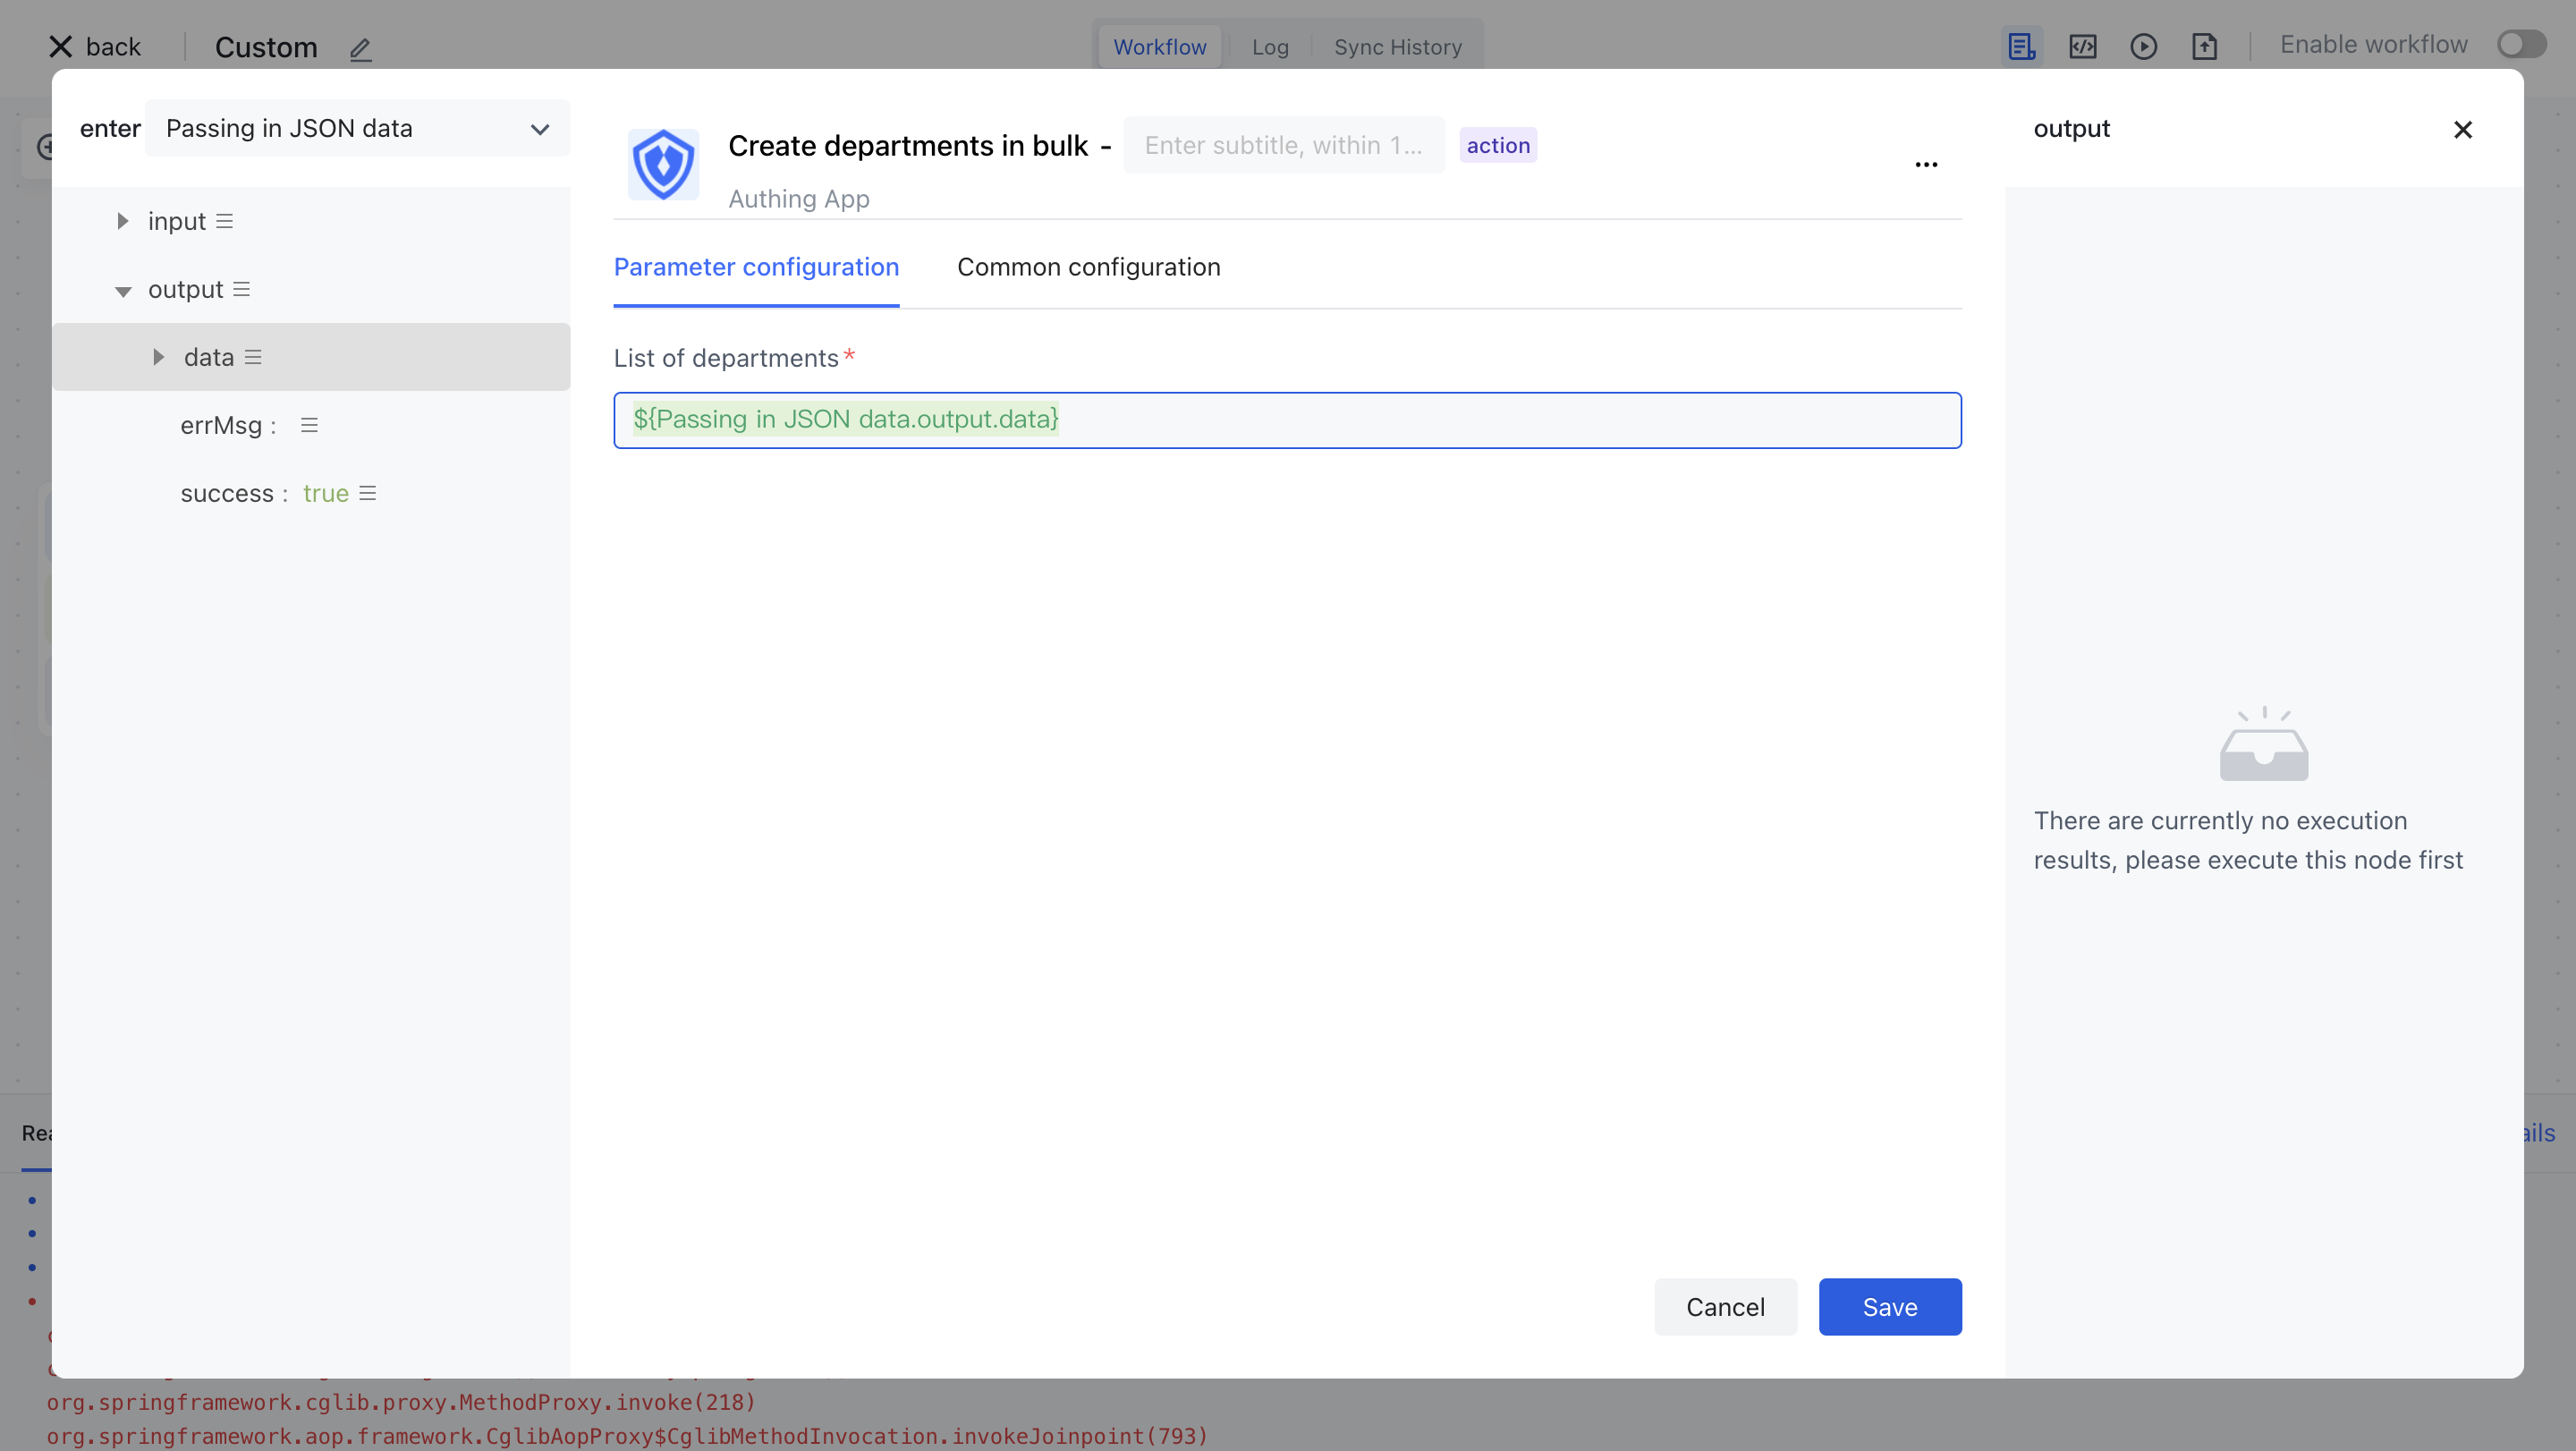 back
Custom
Workflow
Log
Sync History
Enable workflow
enter
Passing in JSON data
input
output
data
errMsg :
success : true
Create departments in bulk -
Enter subtitle, within 1...
action
Authing App
Parameter configuration
Common configuration
List of departments*
${Passing in JSON data.output.data}
Cancel
Save
output
There are currently no execution
results, please execute this node first
org.springframework.cglib.proxy.MethodProxy.invoke(218)
org.springframework.aop.framework.CglibAopProxy$CglibMethodInvocation.invokeJoinpoint(793)